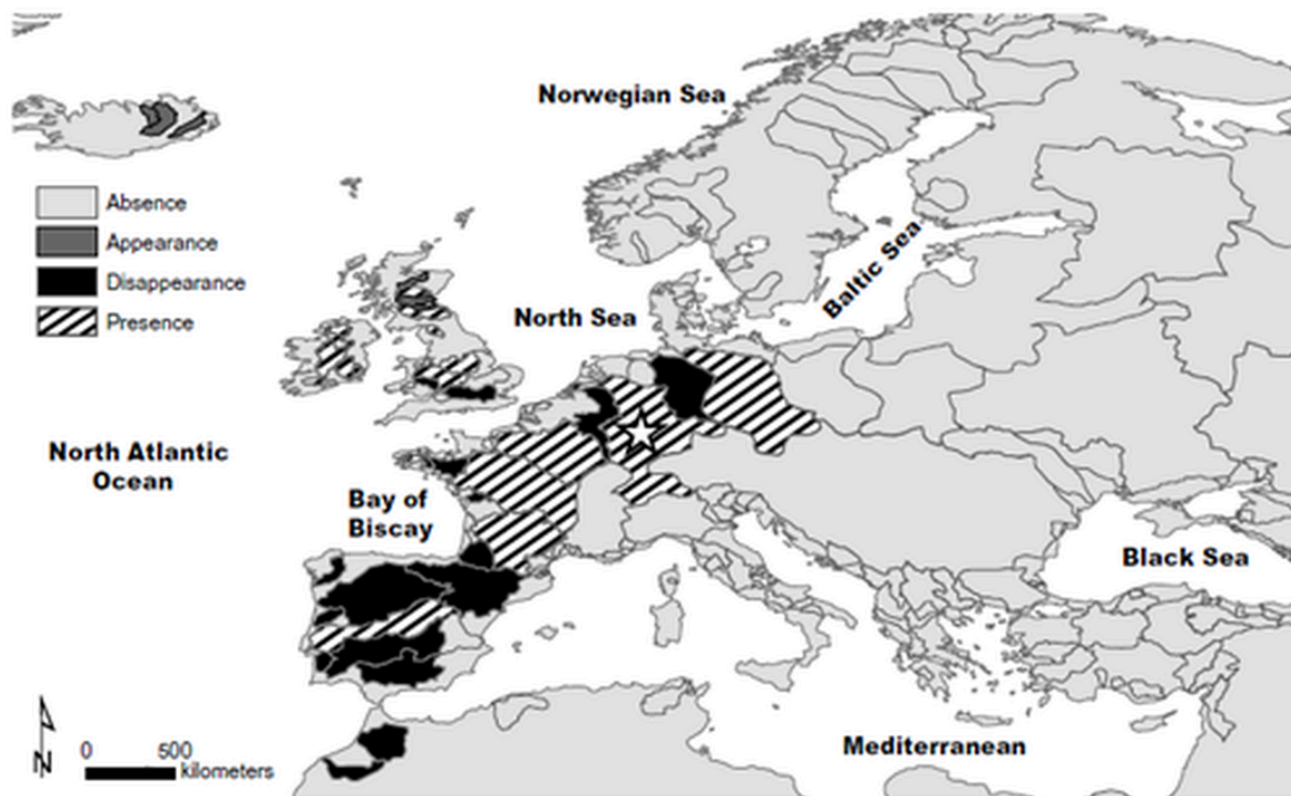 Norwegian Sea
Absence
Appearance
Disappearance
Presence
Baltic Sea
North Sea
North Atlantic
Ocean
Bay of
Biscay
Black Sea
Mediterranean
N
0 500
kilometers